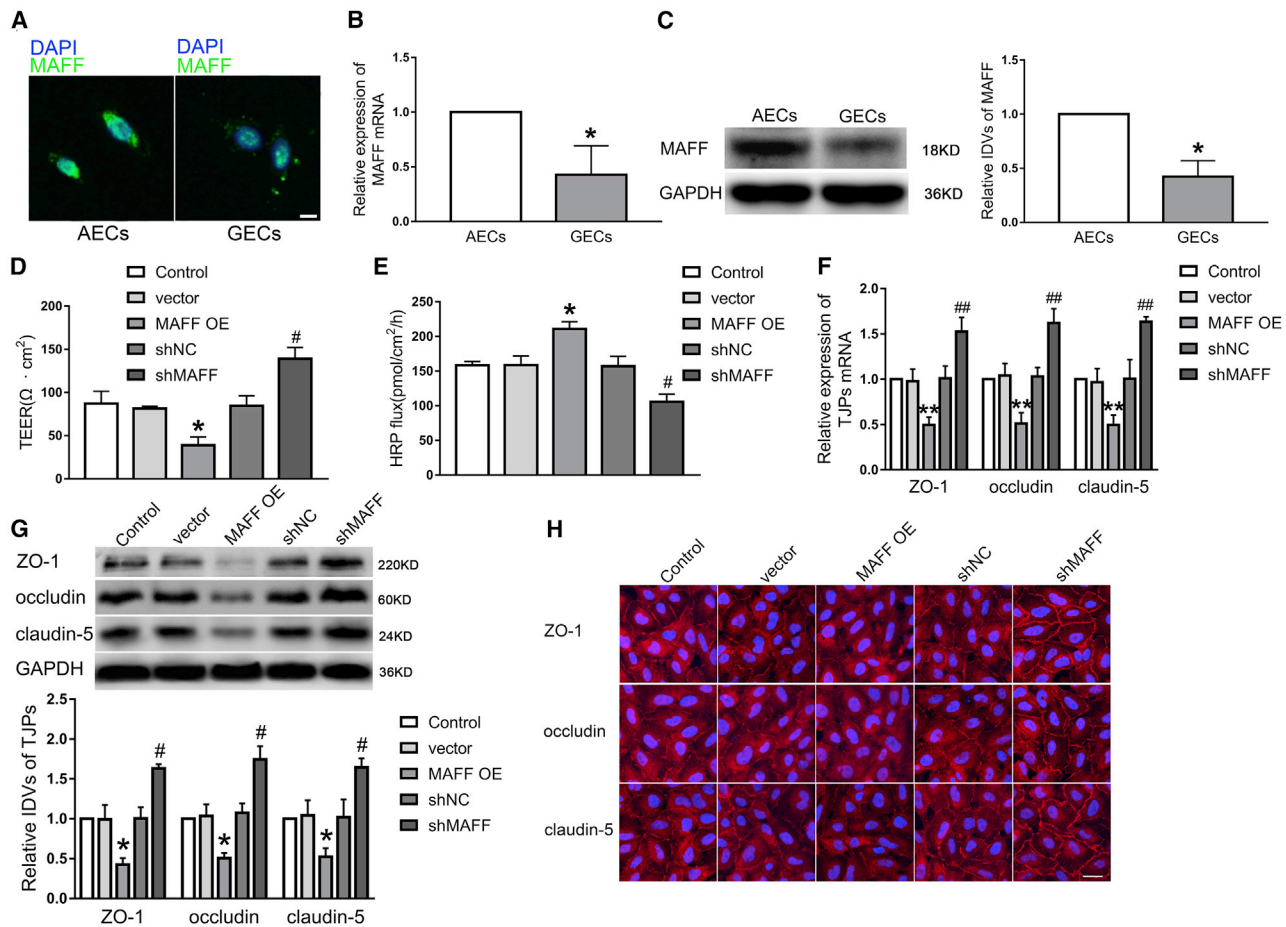 A
DAPI
MAFF
DAPI
MAFF
AECs
GECs
B
Relative expression of
MAFF mRNA
1.5
1.0
0.5
0.0
*
AECs
GECs
C
AECs
GECs
MAFF
18KD
GAPDH
36KD
Relative IDVs of MAFF
1.5
1.0
0.5
0.0
*
AECs
GECs
D
Control
vector
MAFF OE
shNC
shMAFF
TEER(Ω · cm²)
200
150
100
50
0
*
#
E
Control
vector
MAFF OE
shNC
shMAFF
HRP flux(pmol/cm²/h)
250
200
150
100
50
0
*
#
F
Control
vector
MAFF OE
shNC
shMAFF
Relative expression of
TJPs mRNA
2.0
1.5
1.0
0.5
0.0
**
##
**
##
**
##
ZO-1
occludin
claudin-5
G
Control
vector
MAFF OE
shNC
shMAFF
ZO-1
220KD
occludin
60KD
claudin-5
24KD
GAPDH
36KD
Relative IDVs of TJPs
2.5
2.0
1.5
1.0
0.5
0.0
*
#
*
#
*
#
ZO-1
occludin
claudin-5
Control
vector
MAFF OE
shNC
shMAFF
H
Control
vector
MAFF OE
shNC
shMAFF
ZO-1
occludin
claudin-5